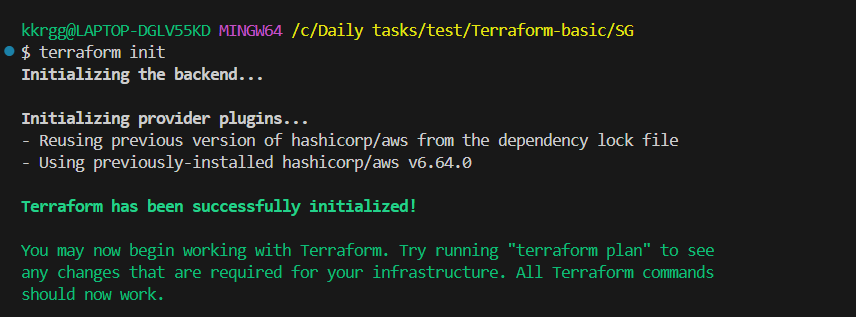 kkrgg@LAPTOP-DGLV55KD MINGW64 /c/Daily tasks/test/Terraform-basic/SG
$ terraform init
Initializing the backend...
Initializing provider plugins...
- Reusing previous version of hashicorp/aws from the dependency lock file
- Using previously-installed hashicorp/aws v6.64.0
Terraform has been successfully initialized!
You may now begin working with Terraform. Try running "terraform plan" to see
any changes that are required for your infrastructure. All Terraform commands
should now work.